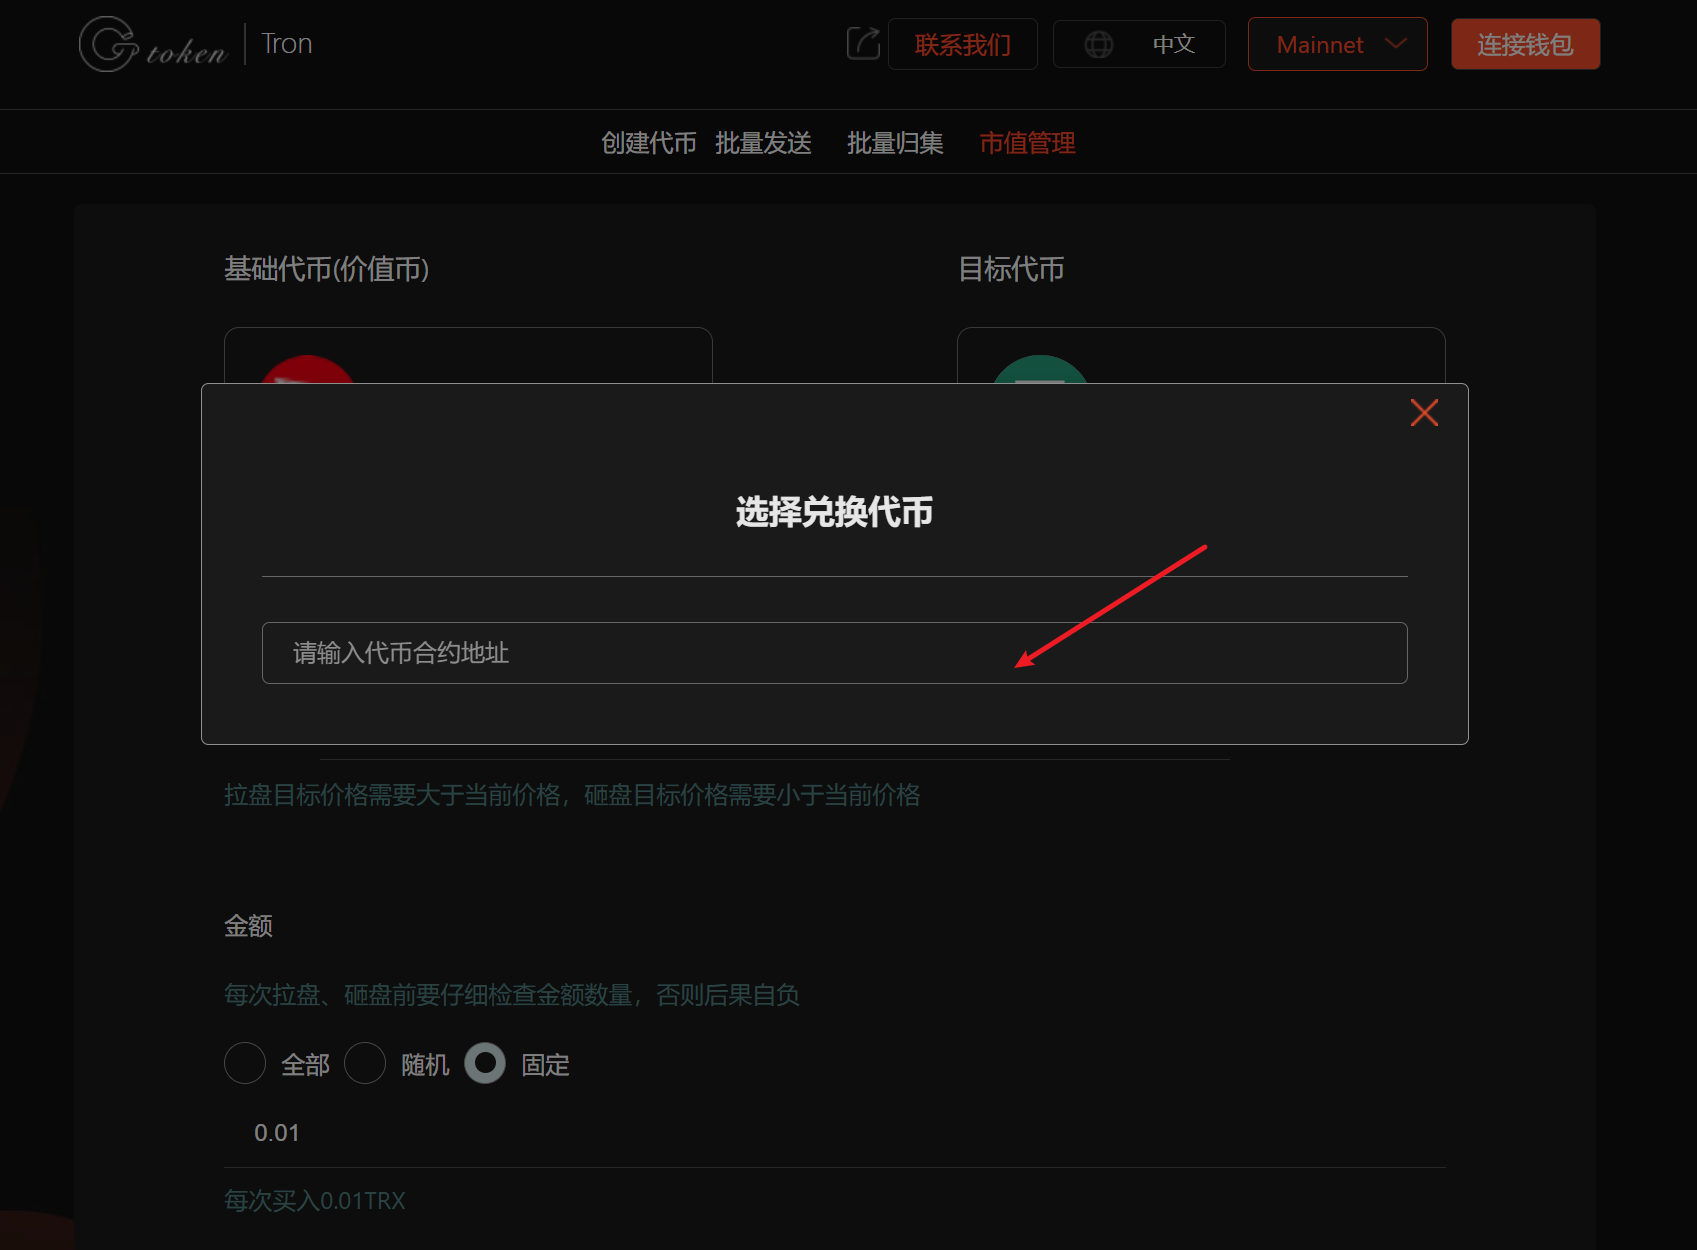 Gtoken | Tron
联系我们
中文
Mainnet
连接钱包
创建代币 批量发送 批量归集 市值管理
基础代币(价值币)
目标代币
选择兑换代币
请输入代币合约地址
拉盘目标价格需要大于当前价格，砸盘目标价格需要小于当前价格
金额
每次拉盘、砸盘前要仔细检查金额数量，否则后果自负
全部 随机 固定
0.01
每次买入0.01TRX